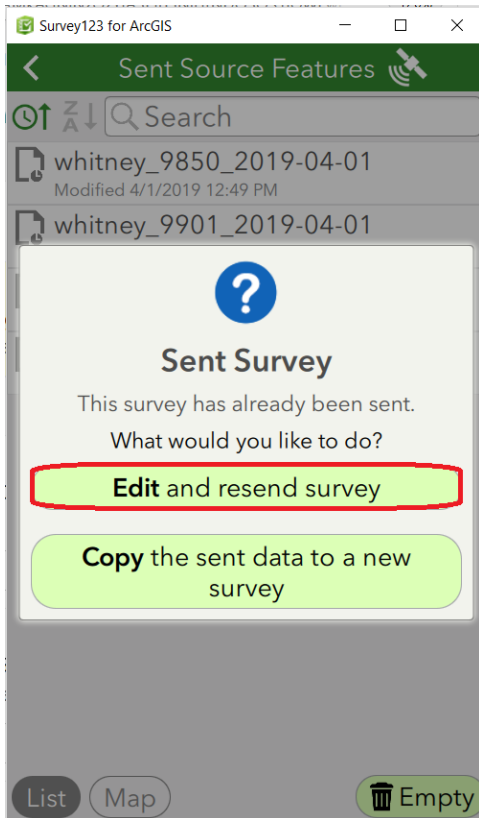 Survey123 for ArcGIS
Sent Source Features
Search
whitney_9850_2019-04-01
Modified 4/1/2019 12:49 PM
whitney_9901_2019-04-01
Sent Survey
This survey has already been sent.
What would you like to do?
Edit and resend survey
Copy the sent data to a new
survey
List
Map
Empty